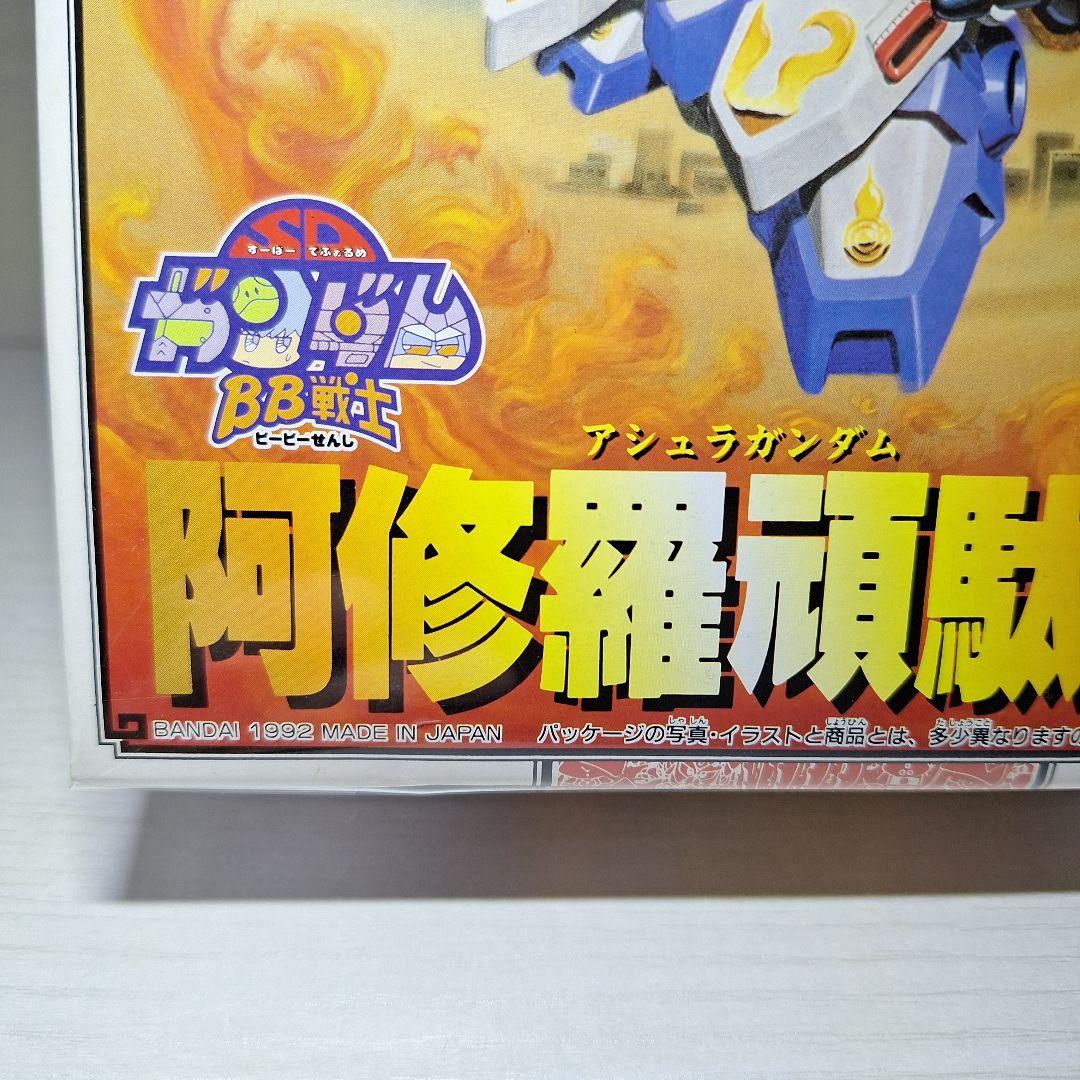 SD
すーぱー でふぉるめ
ガンダム
BB戦士
ビービーせんし
アシュラガンダム
阿修羅頑駄
BANDAI 1992 MADE IN JAPAN パッケージの写真・イラストと商品とは、多少異なりますの